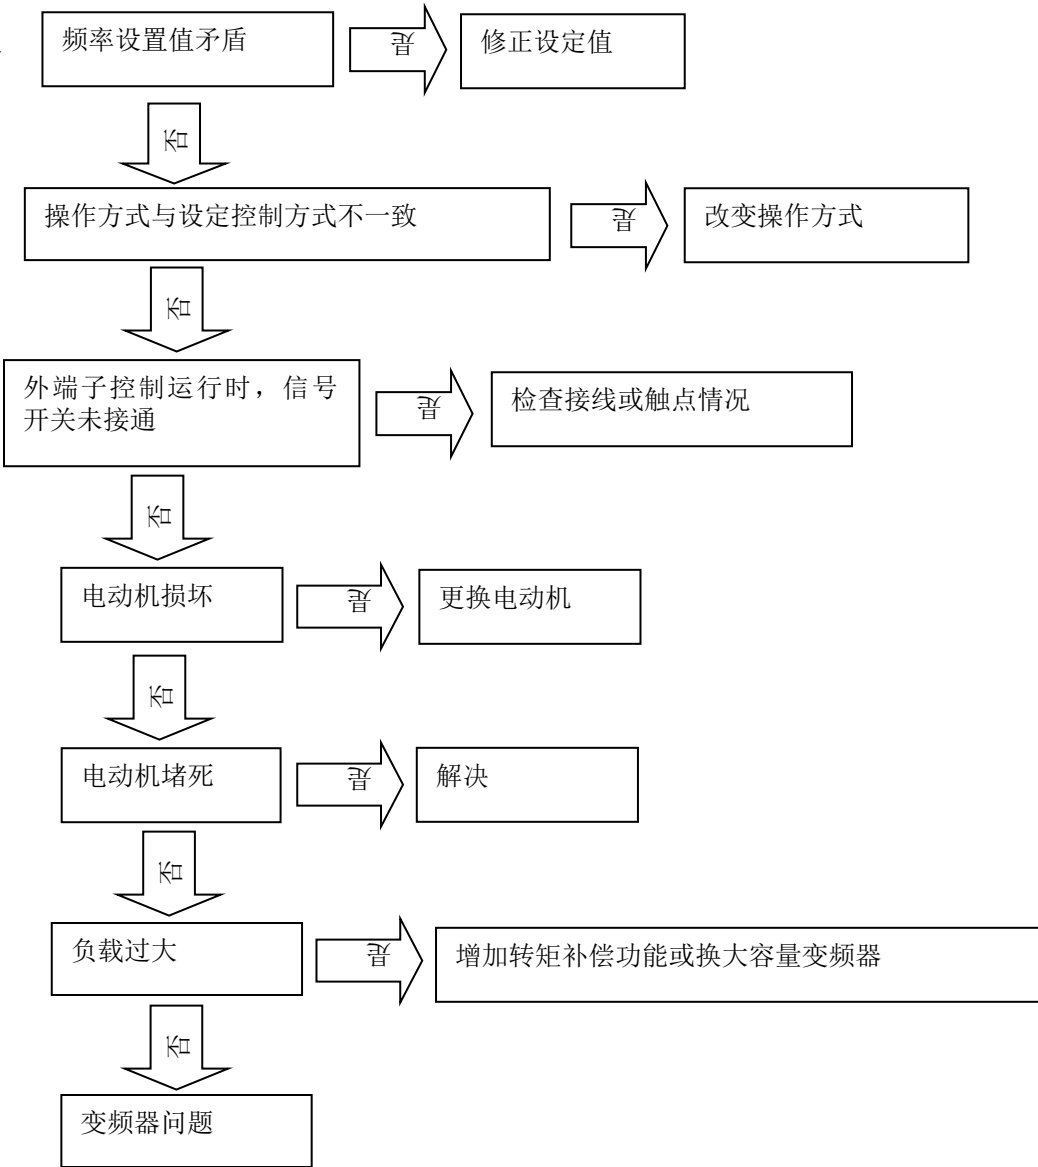 频率设置值矛盾
是
修正设定值
否
操作方式与设定控制方式不一致
是
改变操作方式
否
外端子控制运行时，信号
开关未接通
是
检查接线或触点情况
否
电动机损坏
是
更换电动机
否
电动机堵死
是
解决
否
负载过大
是
增加转矩补偿功能或换大容量变频器
否
变频器问题